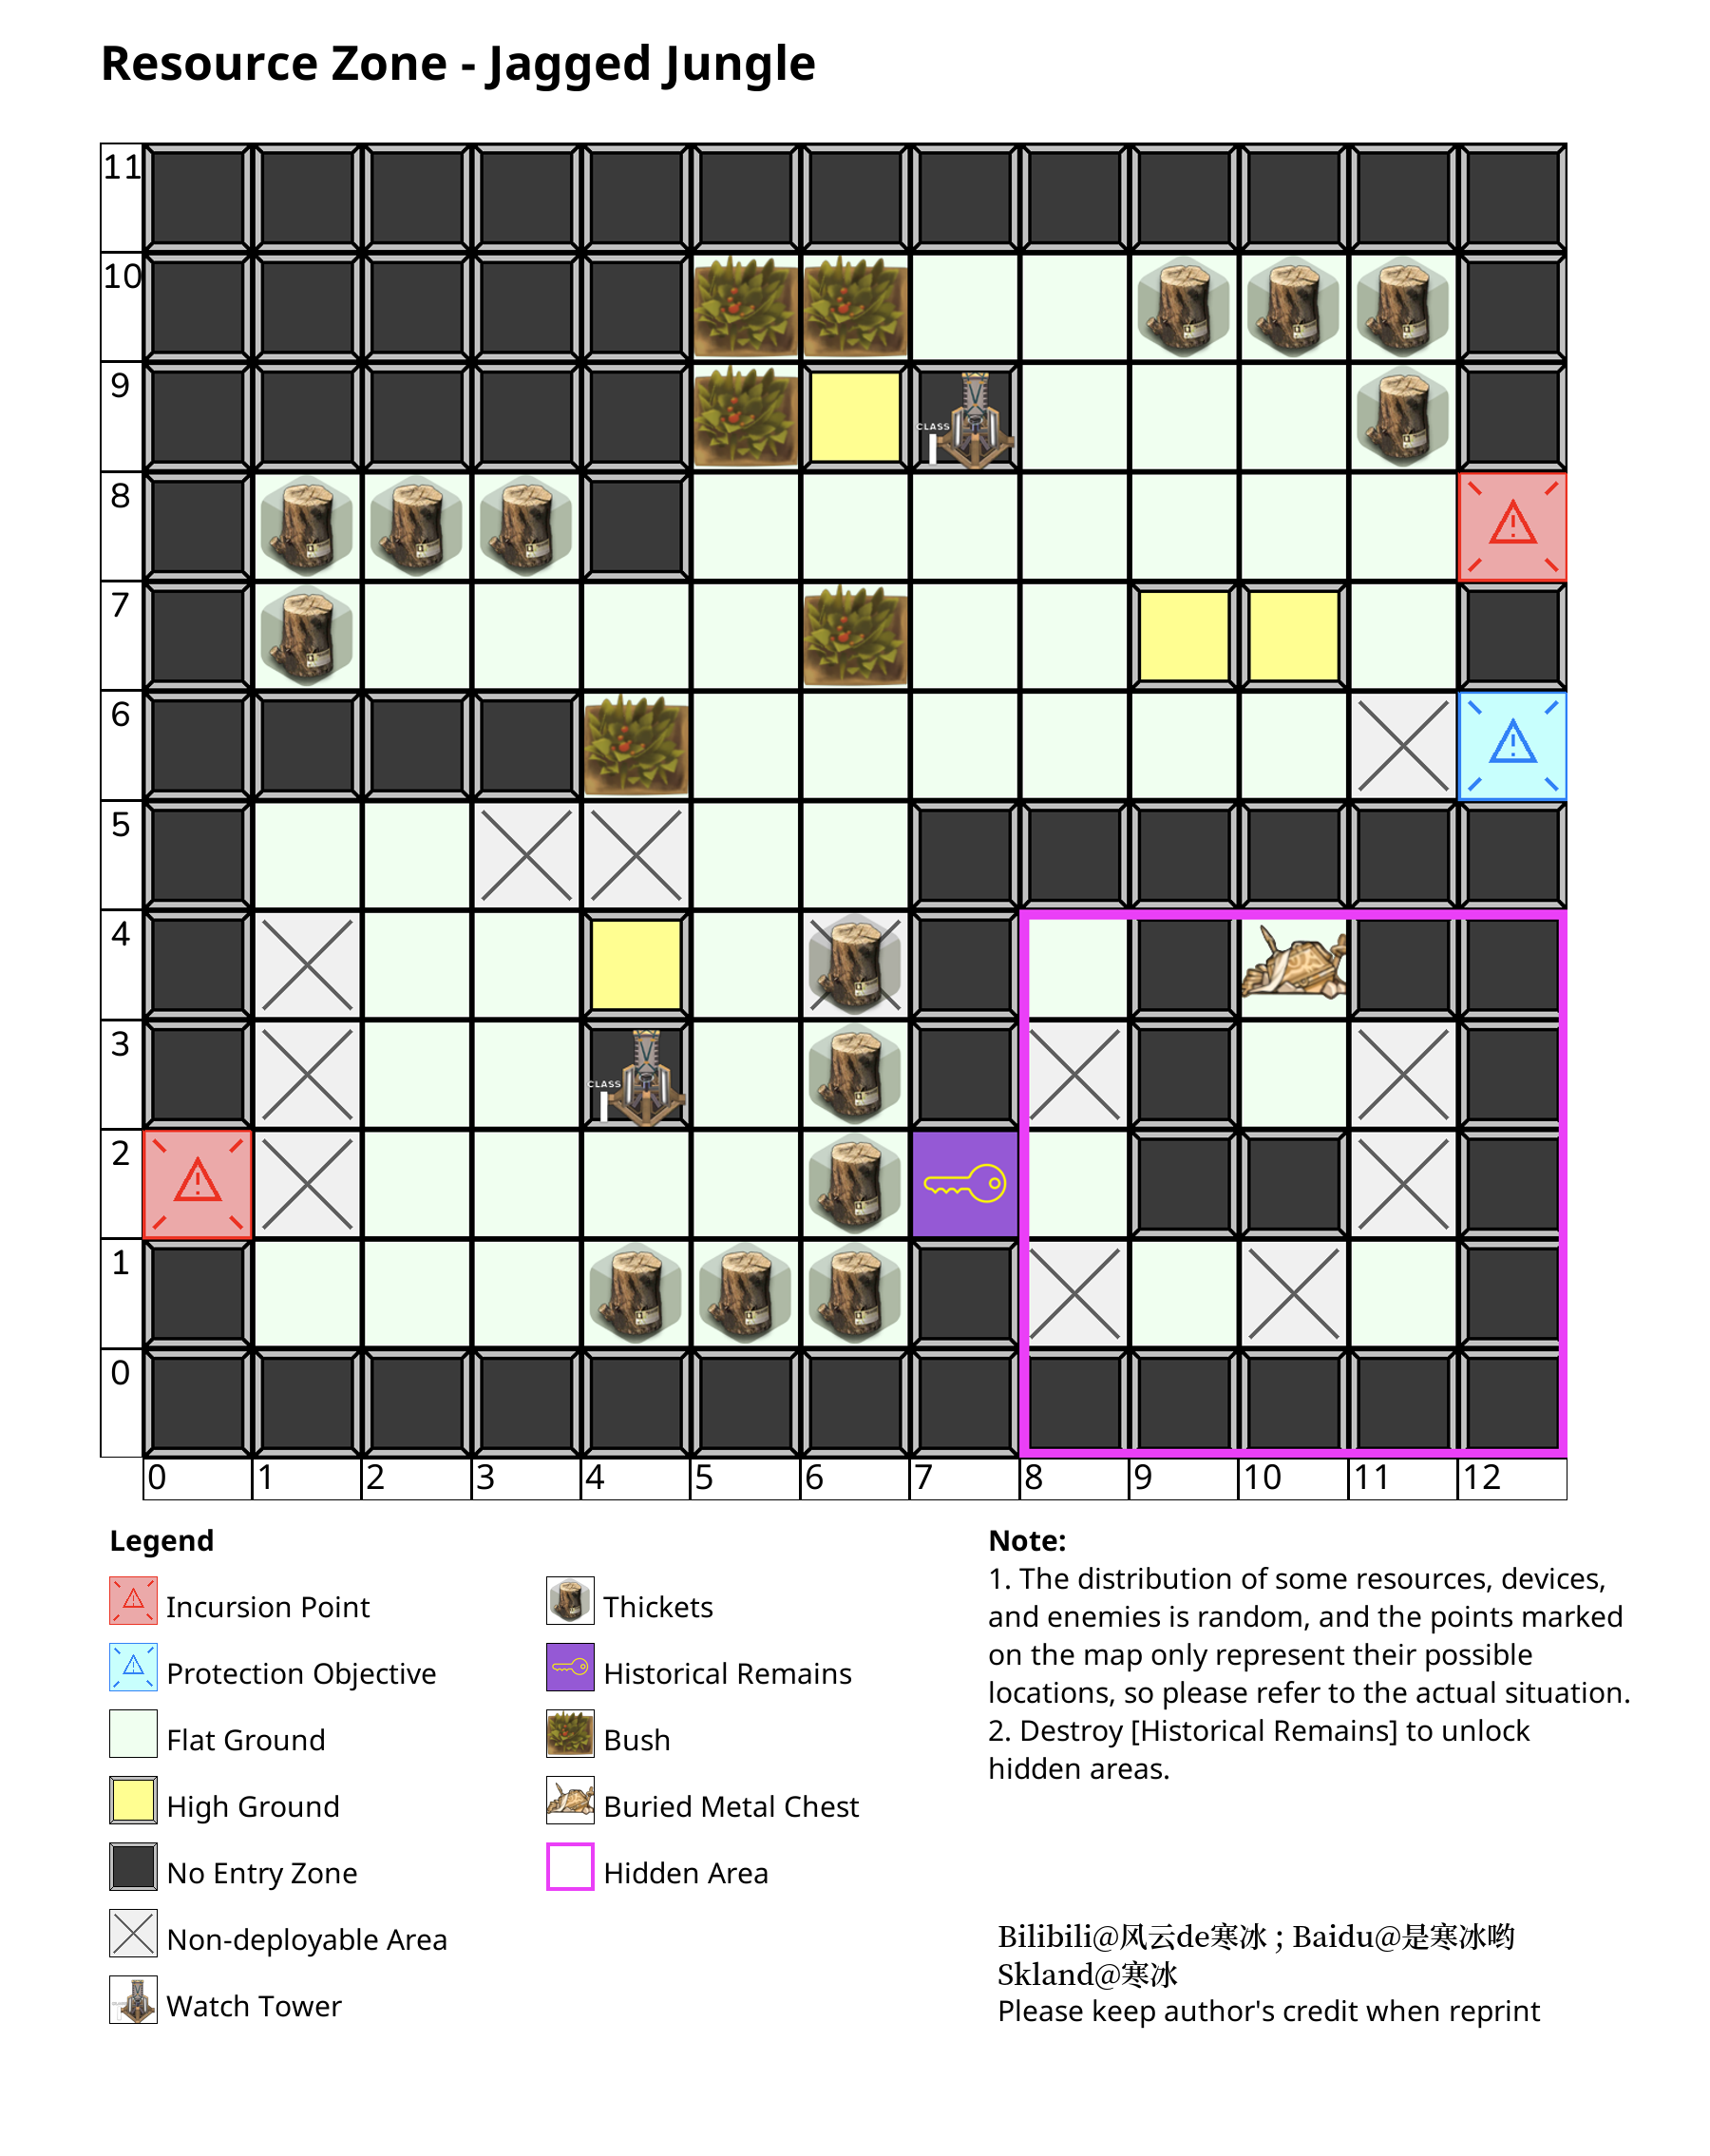 Resource Zone - Jagged Jungle
11
10
9
CLASS
8
7
6
5
4
3
CLASS
2
1
0
0 1 2 3 4 5 6 7 8 9 10 11 12
Legend
Incursion Point
Protection Objective
Flat Ground
High Ground
No Entry Zone
Non-deployable Area
Watch Tower
Thickets
Historical Remains
Bush
Buried Metal Chest
Hidden Area
Note:
1. The distribution of some resources, devices,
and enemies is random, and the points marked
on the map only represent their possible
locations, so please refer to the actual situation.
2. Destroy [Historical Remains] to unlock
hidden areas.
Bilibili@风云de寒冰 ; Baidu@是寒冰哟
Skland@寒冰
Please keep author's credit when reprint